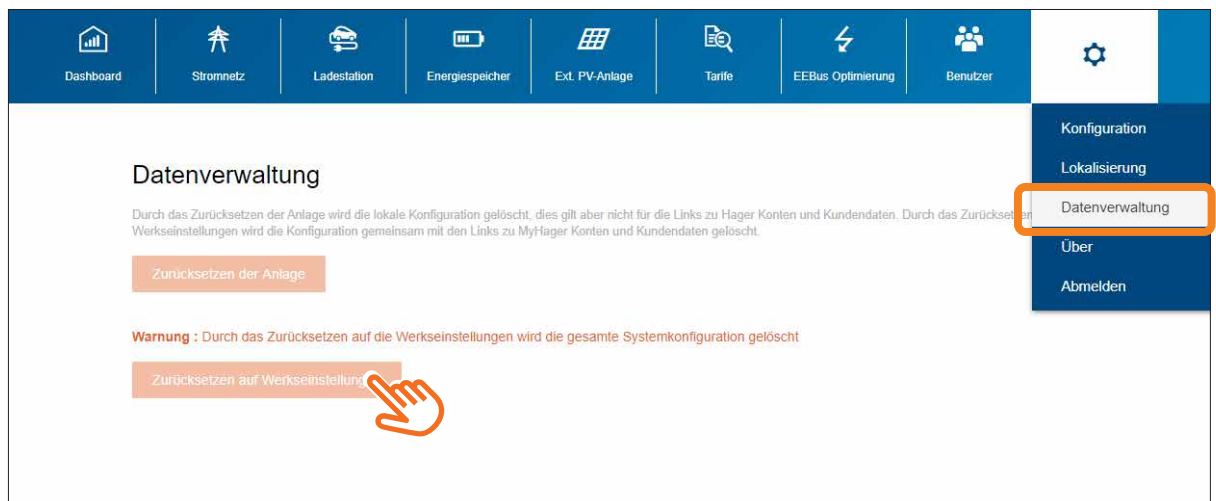 Dashboard
Stromnetz
Ladestation
Energiespeicher
Ext. PV-Anlage
Tarife
EEBus Optimierung
Benutzer
Konfiguration
Lokalisierung
Datenverwaltung
Über
Abmelden
Datenverwaltung
Durch das Zurücksetzen der Anlage wird die lokale Konfiguration gelöscht, dies gilt aber nicht für die Links zu Hager Konten und Kundendaten. Durch das
Werkseinstellungen wird die Konfiguration gemeinsam mit den Links zu MyHager Konten und Kundendaten gelöscht.
Zurücksetzen der Anlage
Warnung : Durch das Zurücksetzen auf die Werkseinstellungen wird die gesamte Systemkonfiguration gelöscht
Zurücksetzen auf